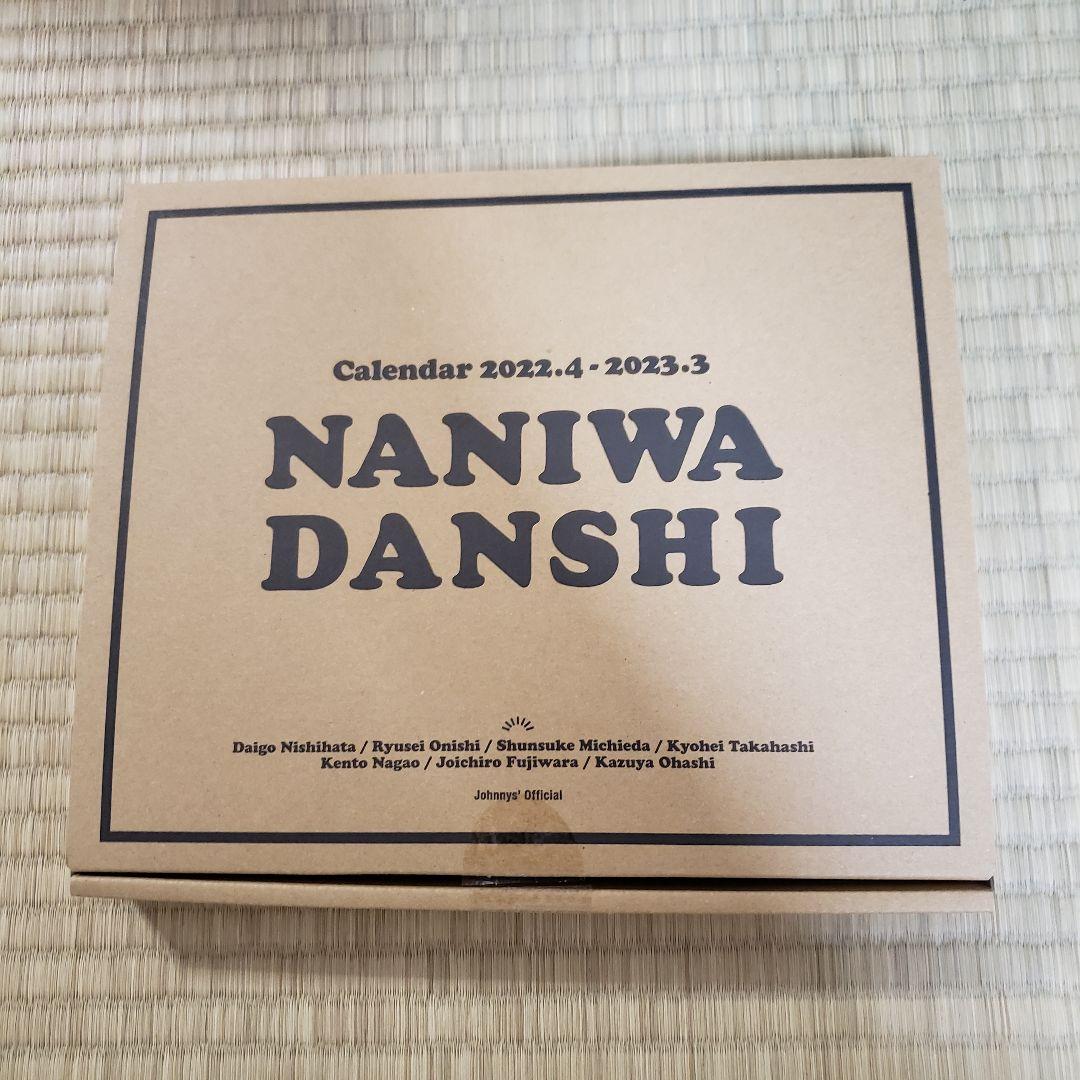 Calendar 2022.4 - 2023.3
NANIWA
DANSHI
Daigo Nishihata / Ryusei Onishi / Shunsuke Michieda / Kyohei Takahashi
Kento Nagao / Joichiro Fujiwara / Kazuya Ohashi
Johnnys' Official